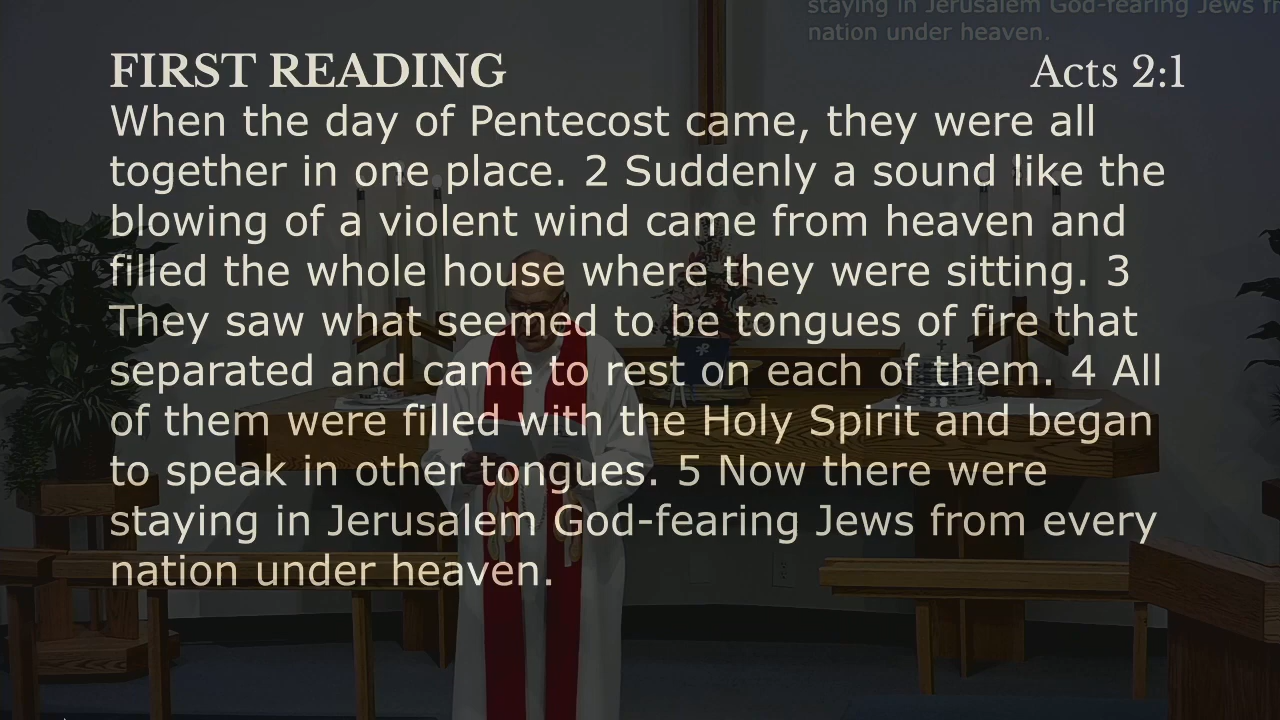 staying in Jerusalem God-fearing Jews fr
nation under heaven.
FIRST READING Acts 2:1
When the day of Pentecost came, they were all
together in one place. 2 Suddenly a sound like the
blowing of a violent wind came from heaven and
filled the whole house where they were sitting. 3
They saw what seemed to be tongues of fire that
separated and came to rest on each of them. 4 All
of them were filled with the Holy Spirit and began
to speak in other tongues. 5 Now there were
staying in Jerusalem God-fearing Jews from every
nation under heaven.